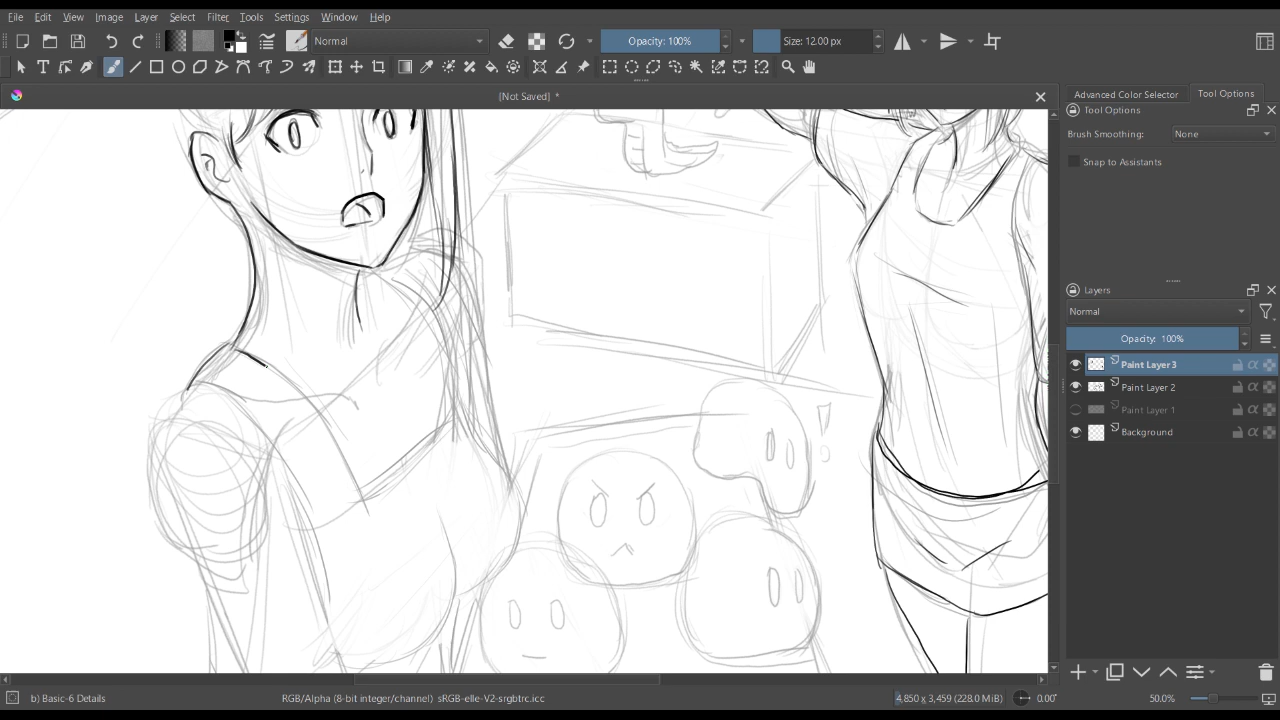 File Edit View Image Layer Select Filter Tools Settings Window Help
Normal Opacity: 100% Size: 12.00 px
[Not Saved] *
Advanced Color Selector Tool Options
Tool Options
Brush Smoothing: None
Snap to Assistants
Layers
Normal
Opacity: 100%
Paint Layer 3
Paint Layer 2
Paint Layer 1
Background
b) Basic-6 Details RGB/Alpha (8-bit integer/channel) sRGB-elle-V2-srgbtrc.icc 4,850 x 3,459 (228.0 MiB) 0.00° 50.0%